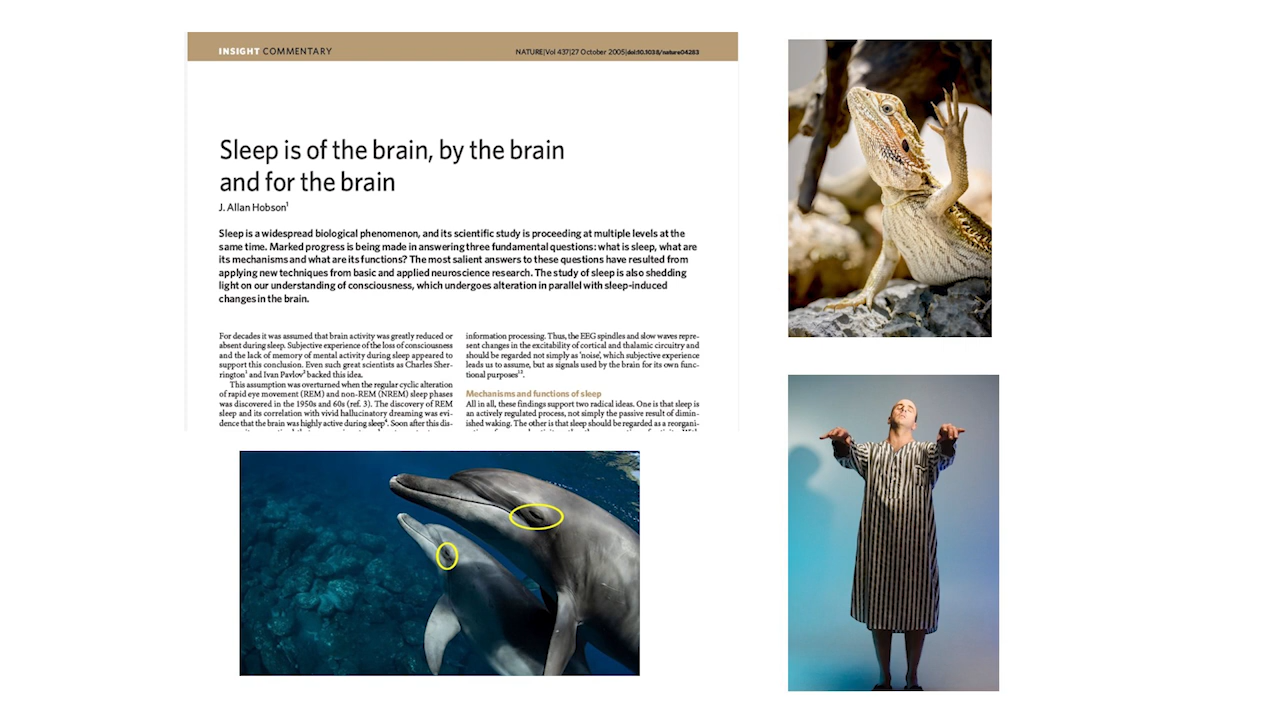 INSIGHT COMMENTARY
NATURE|Vol 437|27 October 2005|doi:10.1038/nature04283
Sleep is of the brain, by the brain
and for the brain
J. Allan Hobson1
Sleep is a widespread biological phenomenon, and its scientific study is proceeding at multiple levels at the
same time. Marked progress is being made in answering three fundamental questions: what is sleep, what are
its mechanisms and what are its functions? The most salient answers to these questions have resulted from
applying new techniques from basic and applied neuroscience research. The study of sleep is also shedding
light on our understanding of consciousness, which undergoes alteration in parallel with sleep-induced
changes in the brain.
For decades it was assumed that brain activity was greatly reduced or
absent during sleep. Subjective experience of the loss of consciousness
and the lack of memory of mental activity during sleep appeared to
support this conclusion. Even such great scientists as Charles Sher-
rington1 and Ivan Pavlov2 backed this idea.
This assumption was overturned when the regular cyclic alteration
of rapid eye movement (REM) and non-REM (NREM) sleep phases
was discovered in the 1950s and 60s (ref. 3). The discovery of REM
sleep and its correlation with vivid hallucinatory dreaming was evi-
dence that the brain was highly active during sleep4. Soon after this dis-
information processing. Thus, the EEG spindles and slow waves repre-
sent changes in the excitability of cortical and thalamic circuitry and
should be regarded not simply as 'noise', which subjective experience
leads us to assume, but as signals used by the brain for its own func-
tional purposes13.
Mechanisms and functions of sleep
All in all, these findings support two radical ideas. One is that sleep is
an actively regulated process, not simply the passive result of dimin-
ished waking. The other is that sleep should be regarded as a reorgani-